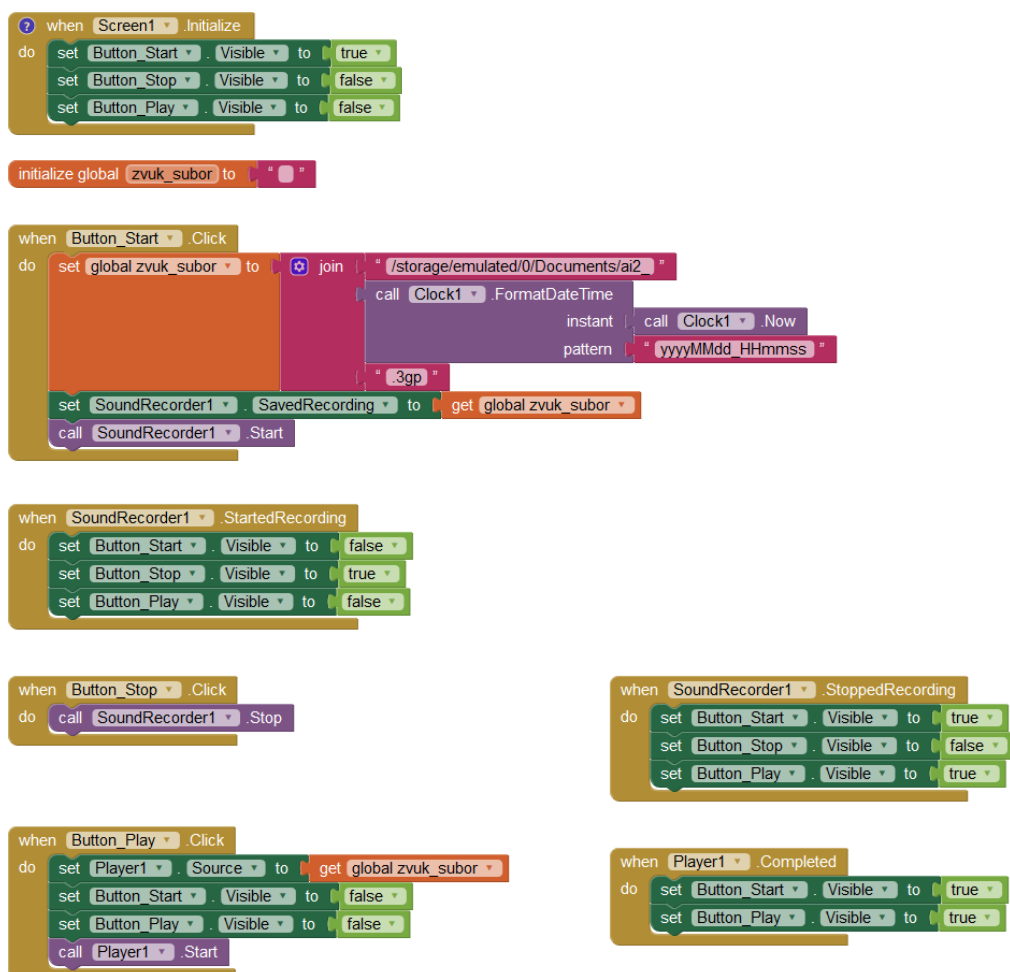 when Screen1 .Initialize
do set Button_Start . Visible to true
set Button_Stop . Visible to false
set Button_Play . Visible to false
initialize global zvuk_subor to " "
when Button_Start .Click
do set global zvuk_subor to join " /storage/emulated/0/Documents/ai2_ "
call Clock1 .FormatDateTime
instant call Clock1 .Now
pattern " yyyyMMdd_HHmmss "
" .3gp "
set SoundRecorder1 . SavedRecording to get global zvuk_subor
call SoundRecorder1 .Start
when SoundRecorder1 .StartedRecording
do set Button_Start . Visible to false
set Button_Stop . Visible to true
set Button_Play . Visible to false
when Button_Stop .Click
do call SoundRecorder1 .Stop
when SoundRecorder1 .StoppedRecording
do set Button_Start . Visible to true
set Button_Stop . Visible to false
set Button_Play . Visible to true
when Button_Play .Click
do set Player1 . Source to get global zvuk_subor
set Button_Start . Visible to false
set Button_Play . Visible to false
call Player1 .Start
when Player1 .Completed
do set Button_Start . Visible to true
set Button_Play . Visible to true